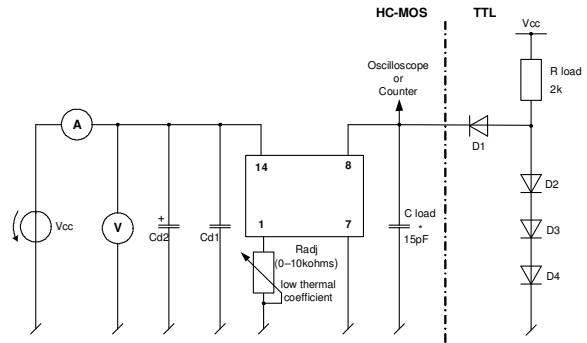 HC-MOS
TTL
Vcc
Oscilloscope
or
Counter
R load
2k
A
D1
14
8
D2
1
7
C load
*
15pF
Vcc
V
+
Cd2
Cd1
D3
Radj
(0–10kohms)
low thermal
coefficient
D4